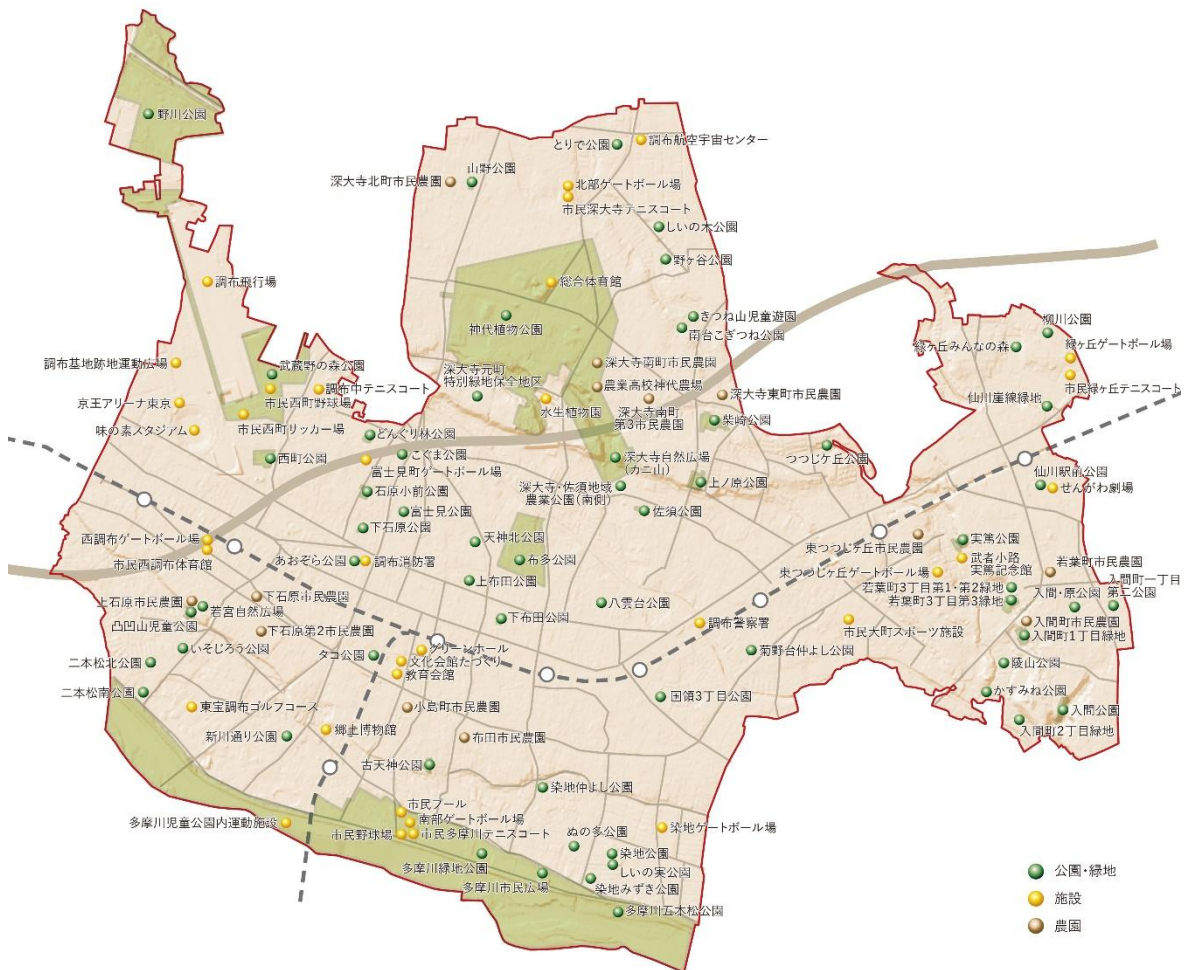 野川公園
とりで公園
調布航空宇宙センター
山野公園
深大寺北町市民農園
北部ゲートボール場
市民深大寺テニスコート
しいの木公園
野ヶ谷公園
調布飛行場
総合体育館
神代植物公園
きつね山児童遊園
南台こぎつね公園
柳川公園
緑ヶ丘みんなの森
緑ヶ丘ゲートボール場
市民緑ヶ丘テニスコート
仙川崖線緑地
調布基地跡地運動広場
武蔵野の森公園
深大寺元町
特別緑地保全地区
深大寺南町市民農園
農業高校神代農場
深大寺東町市民農園
調布中テニスコート
京王アリーナ東京
市民西町野球場
水生植物園
深大寺南町
第3市民農園
柴崎公園
味の素スタジアム
市民西町サッカー場
どんぐり林公園
こぐま公園
つつじケ丘公園
西町公園
富士見町ゲートボール場
深大寺自然広場
(カニ山)
仙川駅前公園
せんがわ劇場
石原小前公園
深大寺・佐須地域
農業公園(南側)
上ノ原公園
富士見公園
佐須公園
下石原公園
西調布ゲートボール場
市民西調布体育館
天神北公園
東つつじケ丘市民農園
実篤公園
あおぞら公園
調布消防署
布多公園
武者小路
実篤記念館
上布田公園
東つつじケ丘ゲートボール場
若葉町市民農園
若葉町3丁目第1・第2緑地
若葉町3丁目第3緑地
入間町一丁目
第二公園
入間・原公園
上石原市民農園
若宮自然広場
凸凹山児童公園
下石原市民農園
八雲台公園
下布田公園
調布警察署
市民大町スポーツ施設
入間町市民農園
入間町1丁目緑地
下石原第2市民農園
いそじろう公園
タコ公園
グリーンホール
文化会館たづくり
教育会館
菊野台仲よし公園
陵山公園
二本松北公園
二本松南公園
国領3丁目公園
かすみね公園
入間公園
入間町2丁目緑地
東宝調布ゴルフコース
小島町市民農園
新川通り公園
郷土博物館
布田市民農園
古天神公園
染地仲よし公園
市民プール
南部ゲートボール場
多摩川児童公園内運動施設
市民野球場
市民多摩川テニスコート
染地ゲートボール場
ぬの多公園
多摩川緑地公園
染地公園
しいの実公園
多摩川市民広場
染地みずき公園
多摩川五本松公園
公園・緑地
施設
農園